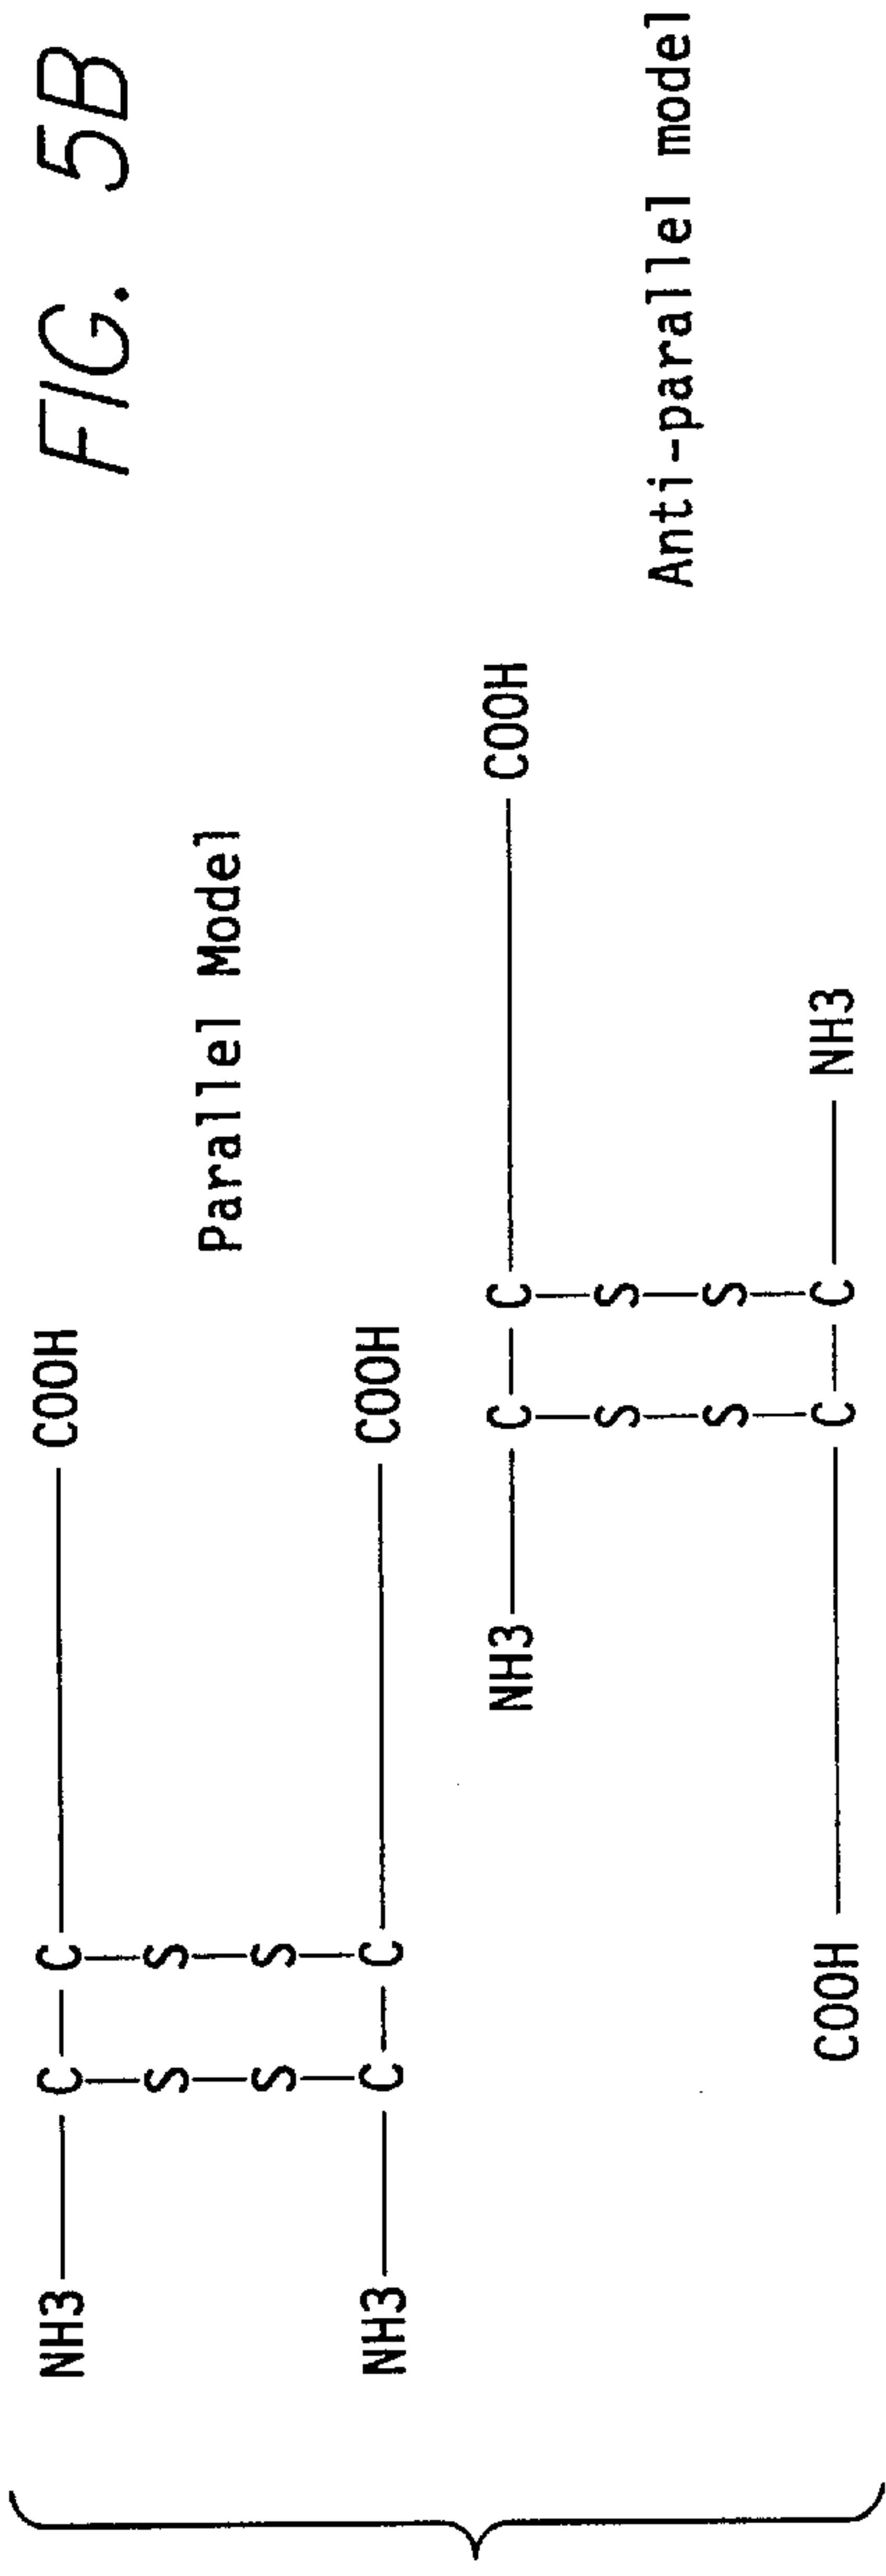 FIG. 5B
NH3 C C COOH
S S
S S
Parallel Model
NH3 C C COOH
NH3 C C COOH
S S
S S
Anti-parallel model
COOH C C NH3